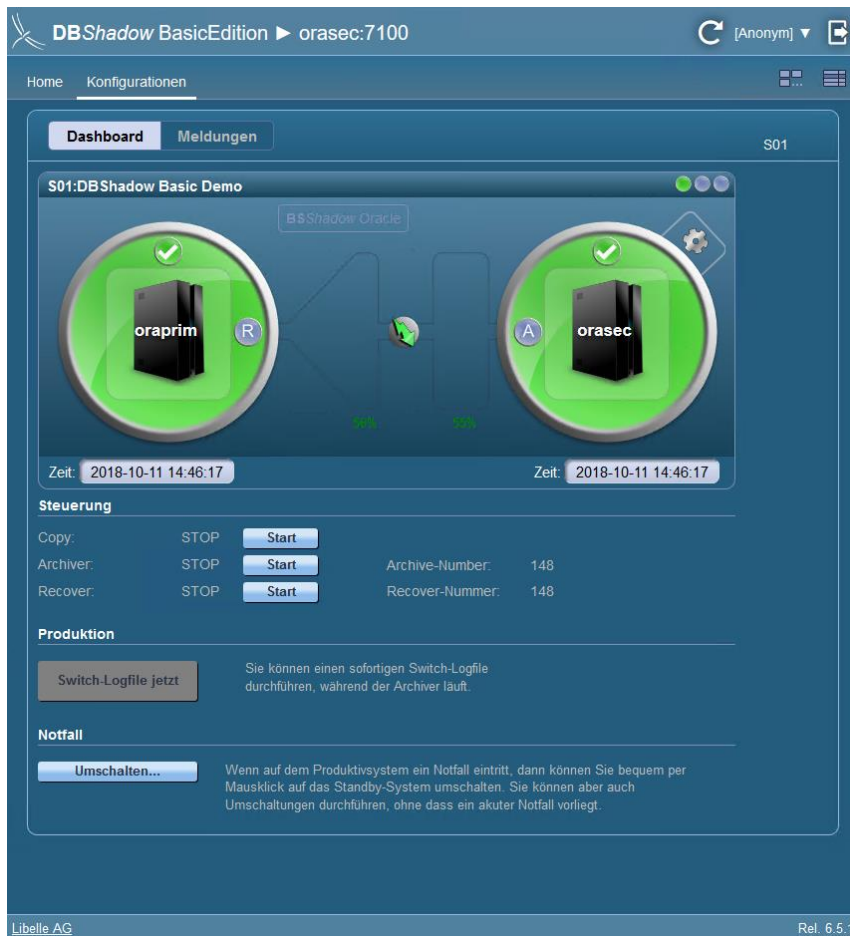 DBShadow BasicEdition ► orasec:7100
[Anonym] ▼
Home Konfigurationen
Dashboard Meldungen
S01
S01:DBShadow Basic Demo
BSShadow Oracle
oraprim R
A orasec
55%
Zeit: 2018-10-11 14:46:17
Zeit: 2018-10-11 14:46:17
Steuerung
Copy: STOP Start
Archiver: STOP Start Archive-Number: 148
Recover: STOP Start Recover-Nummer: 148
Produktion
Switch-Logfile jetzt
Sie können einen sofortigen Switch-Logfile
durchführen, während der Archiver läuft.
Notfall
Umschalten...
Wenn auf dem Produktivsystem ein Notfall eintritt, dann können Sie bequem per
Mausklick auf das Standby-System umschalten. Sie können aber auch
Umschaltungen durchführen, ohne dass ein akuter Notfall vorliegt.
Libelle AG
Rel. 6.5.